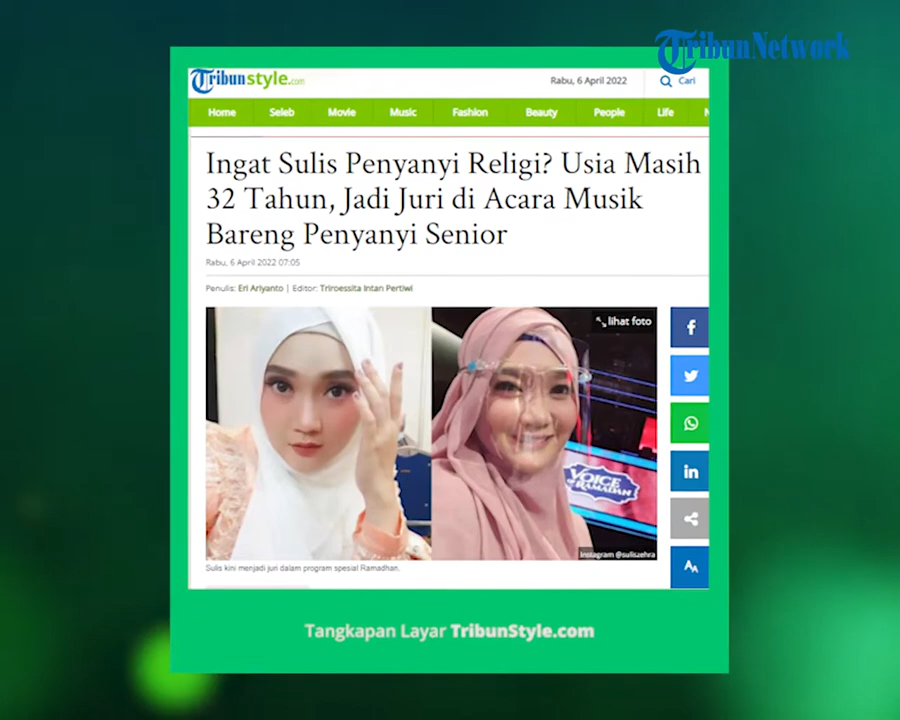 TribunNetwork
Tribunstyle.com
Rabu, 6 April 2022
Cari
Home Seleb Movie Music Fashion Beauty People Life
Ingat Sulis Penyanyi Religi? Usia Masih
32 Tahun, Jadi Juri di Acara Musik
Bareng Penyanyi Senior
Rabu, 6 April 2022 07:05
Penulis: Eri Ariyanto | Editor: Triroessita Intan Pertiwi
lihat foto
VOICE
of RAMADAN
Instagram @suliszehra
Sulis kini menjadi juri dalam program spesial Ramadhan.
Tangkapan Layar TribunStyle.com